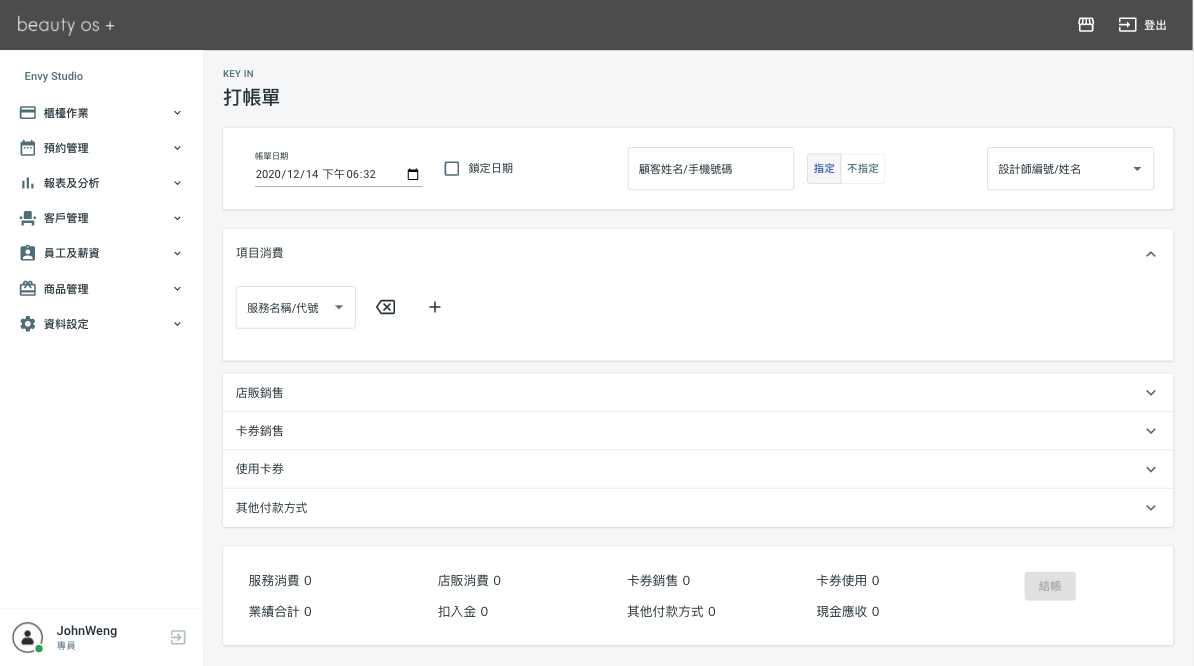 beauty os +
登出
Envy Studio
櫃檯作業
預約管理
報表及分析
客戶管理
員工及薪資
商品管理
資料設定
JohnWeng
專員
KEY IN
打帳單
帳單日期
2020/12/14 下午06:32
鎖定日期
顧客姓名/手機號碼
指定 不指定
設計師編號/姓名
項目消費
服務名稱/代號
店販銷售
卡券銷售
使用卡券
其他付款方式
服務消費 0 店販消費 0 卡券銷售 0 卡券使用 0
業績合計 0 扣入金 0 其他付款方式 0 現金應收 0
結帳